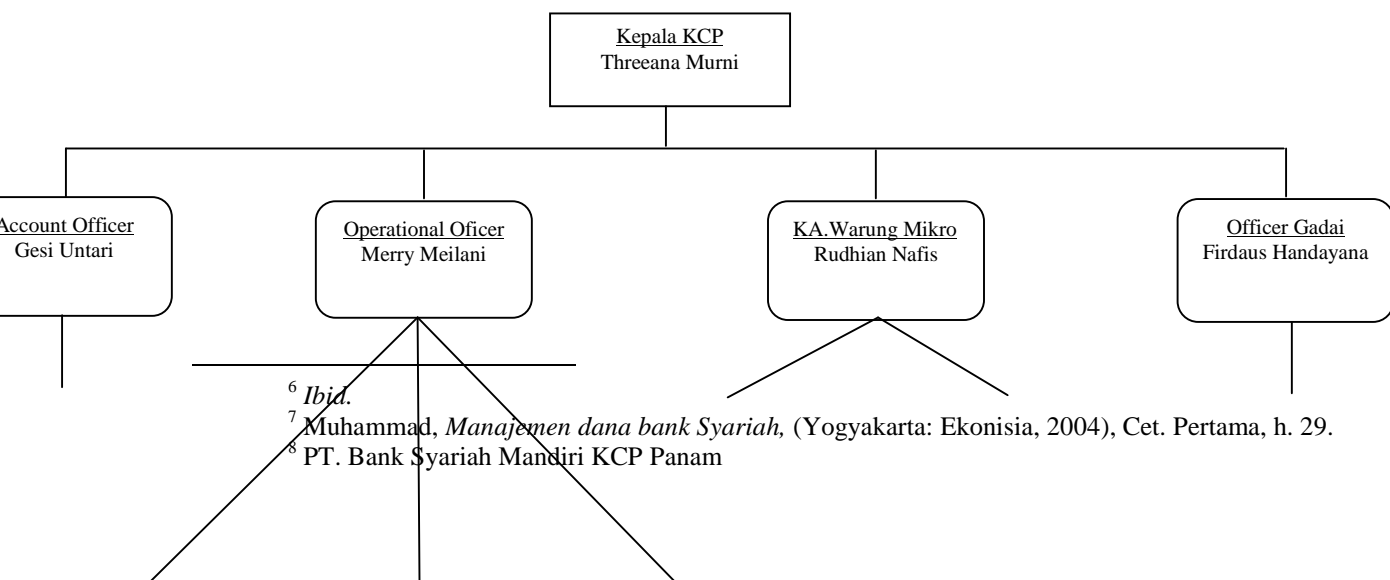 Kepala KCP
Threeana Murni
Account Officer
Gesi Untari
Operational Oficer
Merry Meilani
KA.Warung Mikro
Rudhian Nafis
Officer Gadai
Firdaus Handayana
6 Ibid.
7 Muhammad, Manajemen dana bank Syariah, (Yogyakarta: Ekonisia, 2004), Cet. Pertama, h. 29.
8 PT. Bank Syariah Mandiri KCP Panam